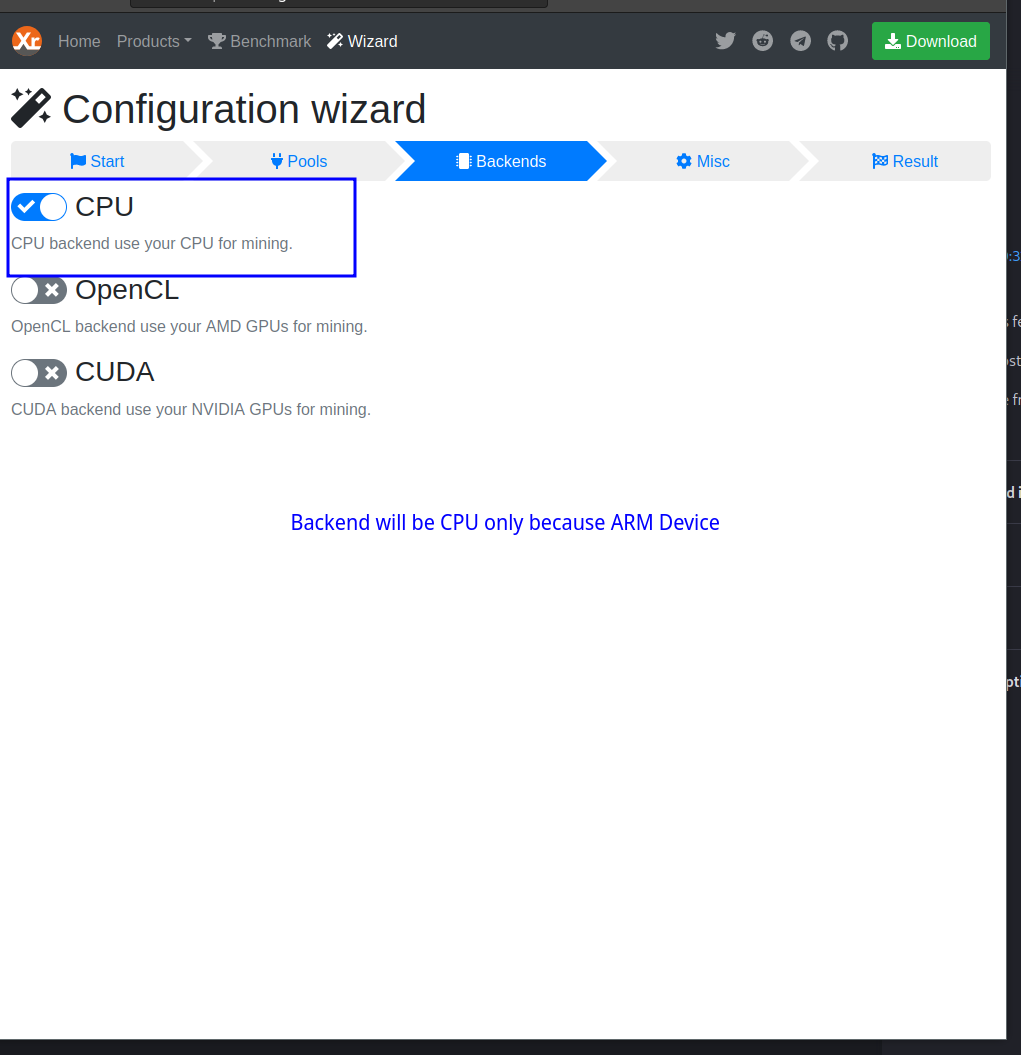 Xr Home Products Benchmark Wizard Download
Configuration wizard
Start Pools Backends Misc Result
CPU
CPU backend use your CPU for mining.
OpenCL
OpenCL backend use your AMD GPUs for mining.
CUDA
CUDA backend use your NVIDIA GPUs for mining.
Backend will be CPU only because ARM Device